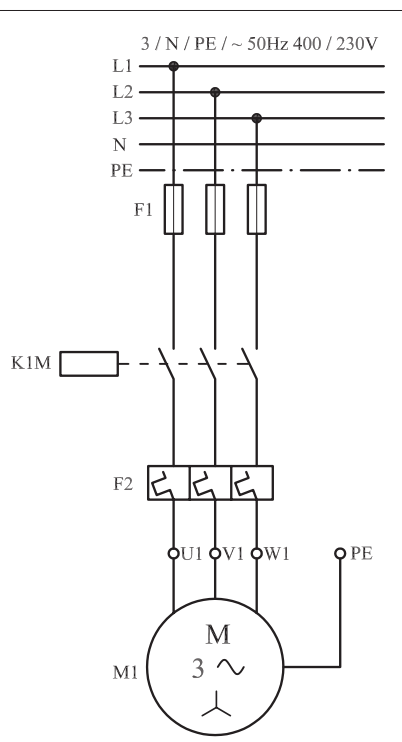 3 / N / PE / ~ 50Hz 400 / 230V
L1
L2
L3
N
PE
F1
K1M
F2
U1 V1 W1 PE
M
M1 3 ~